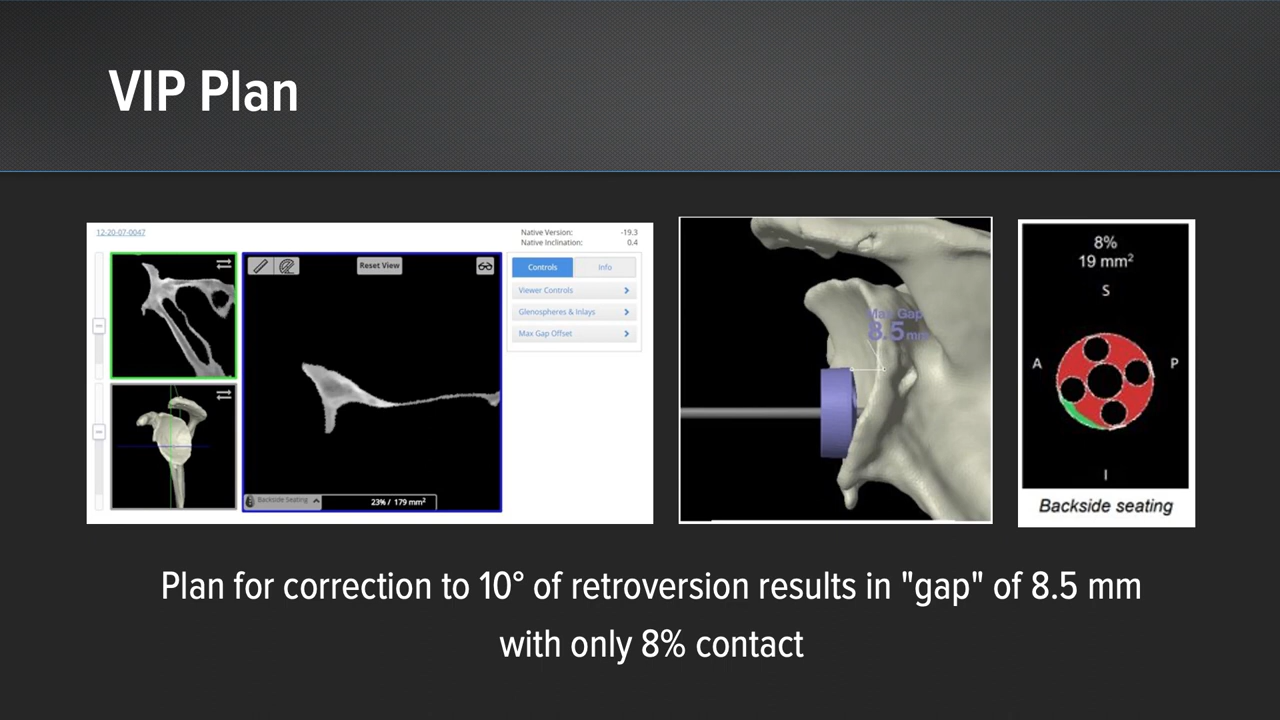 VIP Plan
12-20-07-0047
Native Version: -19.3
Native Inclination: 0.4
Reset View
Controls Info
Viewer Controls
Glenospheres & Inlays
Max Gap Offset
Backside Seating 23% / 179 mm²
Max Gap
8.5mm
8%
19 mm²
S
A P
I
Backside seating
Plan for correction to 10° of retroversion results in "gap" of 8.5 mm
with only 8% contact